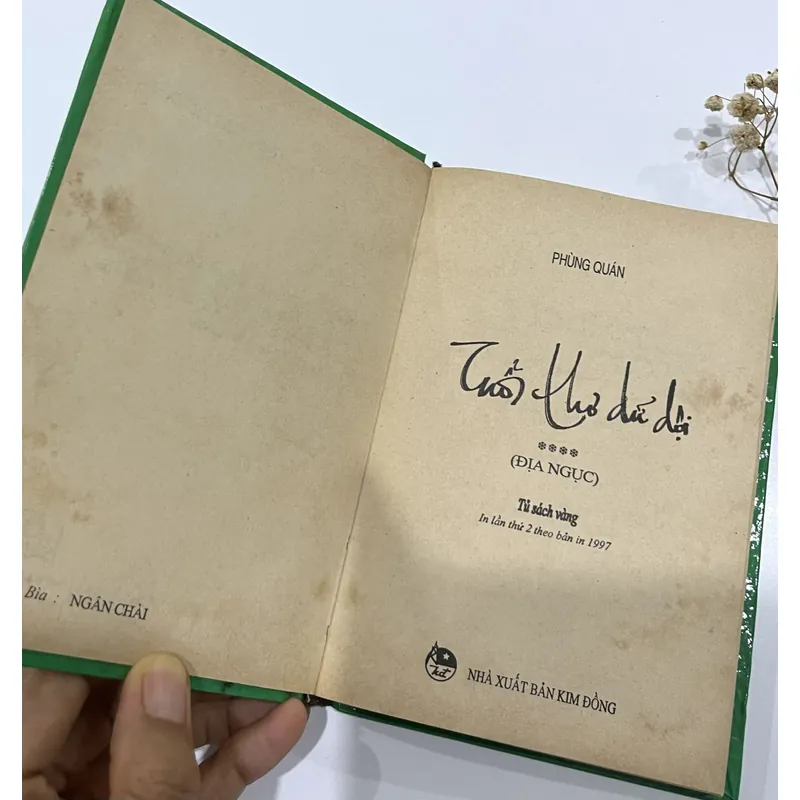 Bìa : NGÂN CHÀI
PHÙNG QUÁN
Tuổi thơ dữ dội
❄❄❄❄
(ĐỊA NGỤC)
Tủ sách vàng
In lần thứ 2 theo bản in 1997
NHÀ XUẤT BẢN KIM ĐỒNG